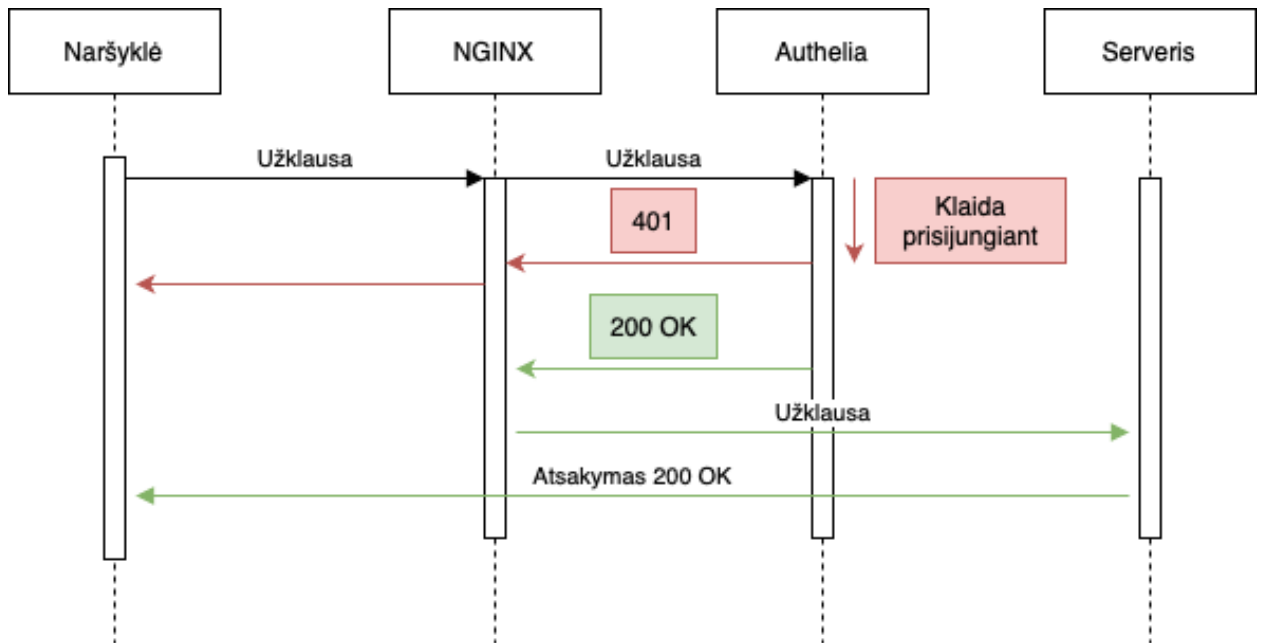 Naršyklė
NGINX
Authelia
Serveris
Užklausa
Užklausa
401
Klaida
prisijungiant
200 OK
Užklausa
Atsakymas 200 OK